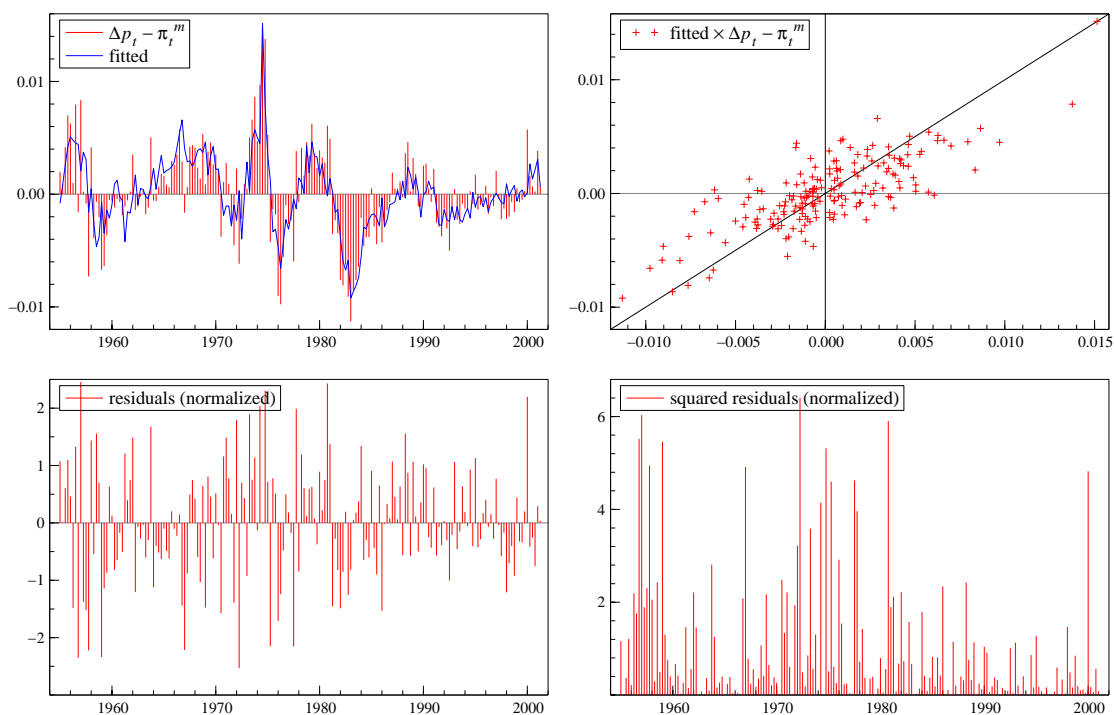 Δp_t − π_t^m
fitted
0.01
0.00
−0.01
1960 1970 1980 1990 2000
fitted × Δp_t − π_t^m
0.01
0.00
−0.01
−0.010 −0.005 0.000 0.005 0.010 0.015
residuals (normalized)
2
1
0
−1
−2
1960 1970 1980 1990 2000
squared residuals (normalized)
6
4
2
1960 1970 1980 1990 2000